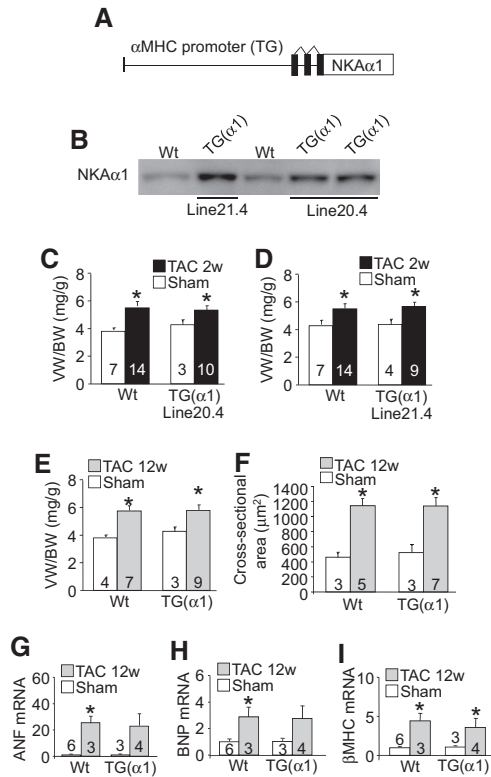 A
αMHC promoter (TG)
NKAα1
B
Wt TG(α1) Wt TG(α1) TG(α1)
NKAα1
Line21.4 Line20.4
C
TAC 2w
Sham
VW/BW (mg/g)
8
6
4
2
0
*
*
7 14 3 10
Wt TG(α1)
Line20.4
D
TAC 2w
Sham
VW/BW (mg/g)
8
6
4
2
0
*
*
7 14 4 9
Wt TG(α1)
Line21.4
E
TAC 12w
Sham
VW/BW (mg/g)
8
6
4
2
0
*
*
4 7 3 9
Wt TG(α1)
F
TAC 12w
Sham
Cross-sectional
area (μm²)
1400
1200
1000
800
600
400
200
0
*
*
3 5 3 7
Wt TG(α1)
G
TAC 12w
Sham
ANF mRNA
60
40
20
0
*
6 3 3 4
Wt TG(α1)
H
TAC 12w
Sham
BNP mRNA
6
4
2
0
*
6 3 3 4
Wt TG(α1)
I
TAC 12w
Sham
βMHC mRNA
10
5
0
*
*
6 3 3 4
Wt TG(α1)